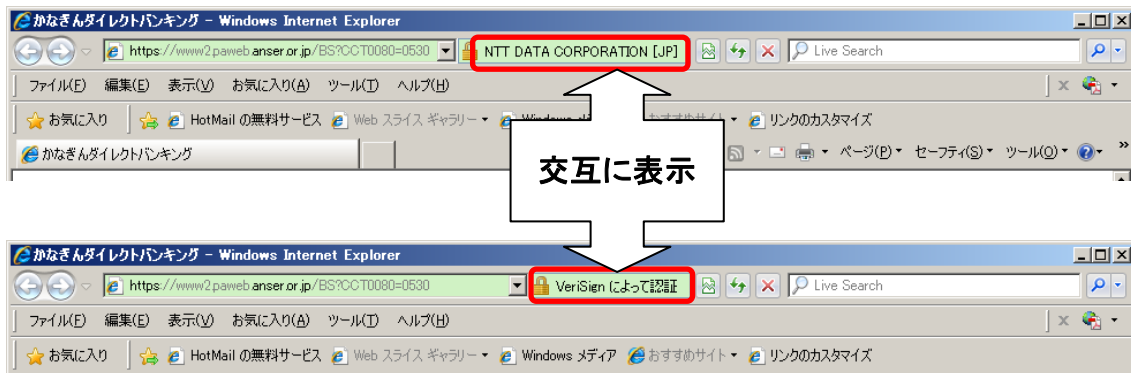 かなぎんダイレクトバンキング - Windows Internet Explorer
https://www2.paweb.anser.or.jp/BS?CCT0080=0530 NTT DATA CORPORATION [JP] Live Search
ファイル(F) 編集(E) 表示(V) お気に入り(A) ツール(T) ヘルプ(H)
お気に入り HotMail の無料サービス Web スライス ギャラリー Windows リンクのカスタマイズ
かなぎんダイレクトバンキング ページ(P) セーフティ(S) ツール(O)
交互に表示
かなぎんダイレクトバンキング - Windows Internet Explorer
https://www2.paweb.anser.or.jp/BS?CCT0080=0530 VeriSign によって認証 Live Search
ファイル(F) 編集(E) 表示(V) お気に入り(A) ツール(T) ヘルプ(H)
お気に入り HotMail の無料サービス Web スライス ギャラリー Windows メディア おすすめサイト リンクのカスタマイズ